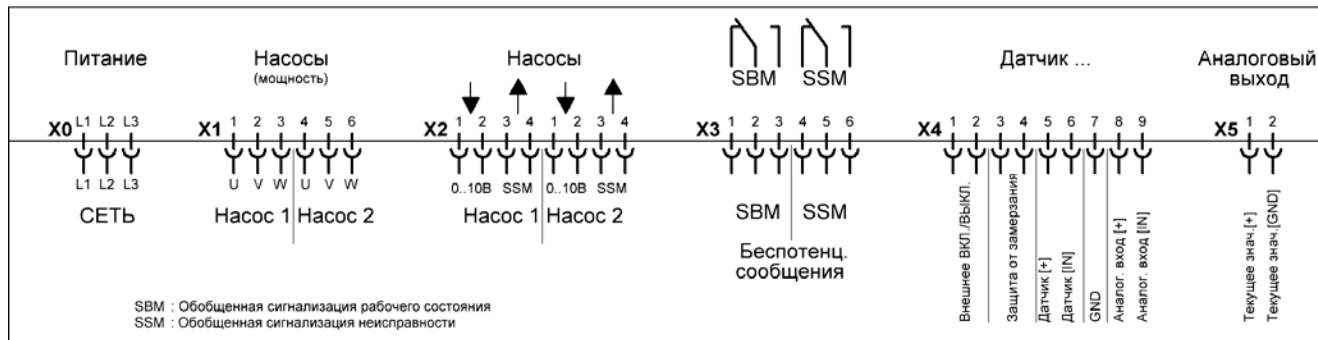 Питание
Насосы
(мощность)
Насосы
SBM SSM
Датчик ...
Аналоговый
выход
X0 L1 L2 L3
X1 1 2 3 4 5 6
X2 1 2 3 4 1 2 3 4
X3 1 2 3 4 5 6
X4 1 2 3 4 5 6 7 8 9
X5 1 2
L1 L2 L3
U V W U V W
0..10В SSM 0..10В SSM
СЕТЬ
Насос 1 Насос 2
Насос 1 Насос 2
SBM SSM
Беспотенц.
сообщения
Внешнее ВКЛ./ВЫКЛ.
Защита от замерзания
Датчик [+]
Датчик [IN]
GND
Аналог. вход [+]
Аналог. вход [IN]
Текущее знач.[+]
Текущее знач.[GND]
SBM : Обобщенная сигнализация рабочего состояния
SSM : Обобщенная сигнализация неисправности